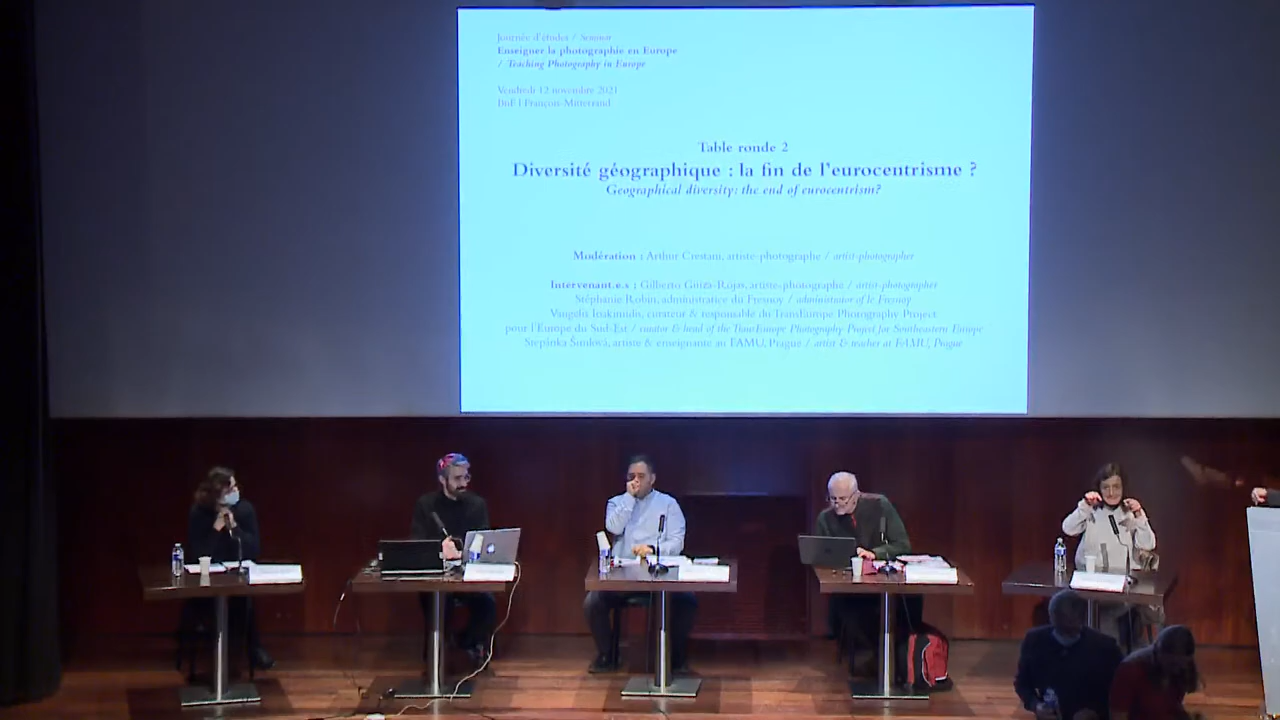 Journée d'études / Seminar
Enseigner la photographie en Europe
/ Teaching Photography in Europe
Vendredi 12 novembre 2021
BnF | François-Mitterrand
Table ronde 2
Diversité géographique : la fin de l'eurocentrisme ?
Geographical diversity: the end of eurocentrism?
Modération : Arthur Crestani, artiste-photographe / artist-photographer
Intervenant.e.s : Gilberto Güiza-Rojas, artiste-photographe / artist-photographer
Stéphanie Robin, administratrice du Fresnoy / administrator of le Fresnoy
Vangelis Ioakimidis, curateur & responsable du TransEurope Photography Project
pour l'Europe du Sud-Est / curator & head of the TransEurope Photography Project for Southeastern Europe
Stepánka Šimlová, artiste & enseignante au FAMU, Prague / artist & teacher at FAMU, Prague